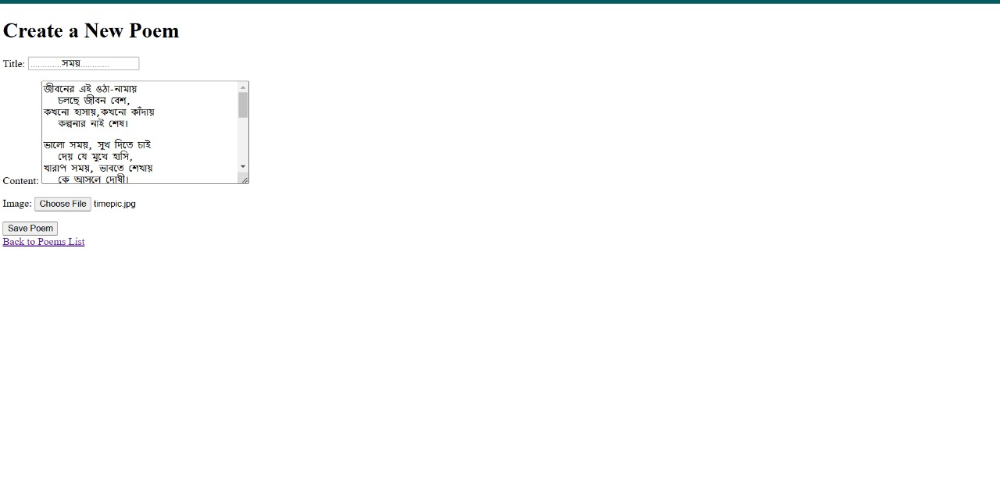 Create a New Poem
Title: .............সময়............
জীবনের এই ওঠা-নামায়
চলছে জীবন বেশ,
কখনো হাসায়,কখনো কাঁদায়
কল্পনার নাই শেষ।
ভালো সময়, সুখ দিতে চাই
দেয় যে মুখে হাসি,
খারাপ সময়, ভাবতে শেখায়
কে আসলে দোষী।
Content:
Image: Choose File timepic.jpg
Save Poem
Back to Poems List